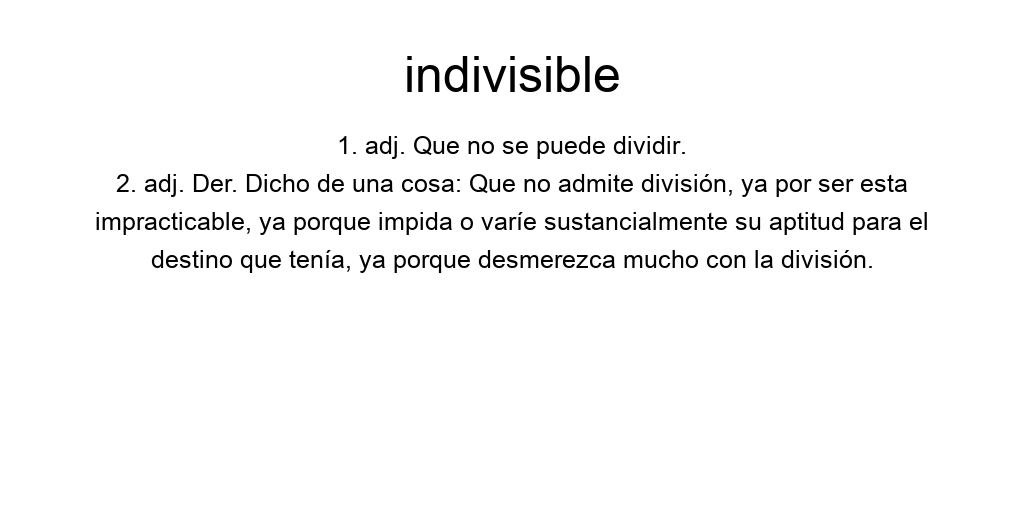 indivisible
1. adj. Que no se puede dividir.
2. adj. Der. Dicho de una cosa: Que no admite división, ya por ser esta
impracticable, ya porque impida o varíe sustancialmente su aptitud para el
destino que tenía, ya porque desmerezca mucho con la división.